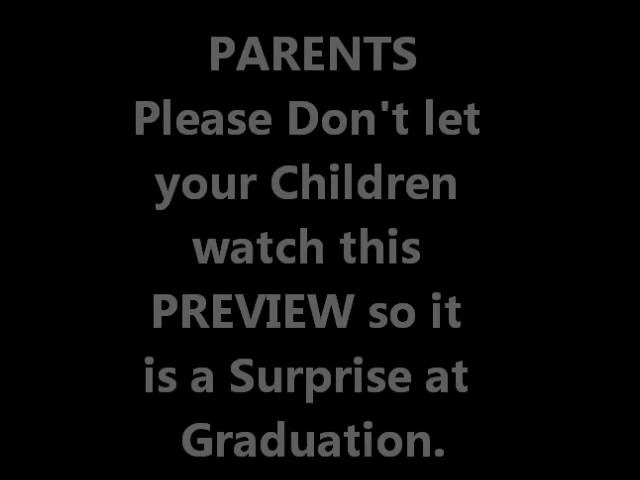 PARENTS
Please Don't let
your Children
watch this
PREVIEW so it
is a Surprise at
Graduation.